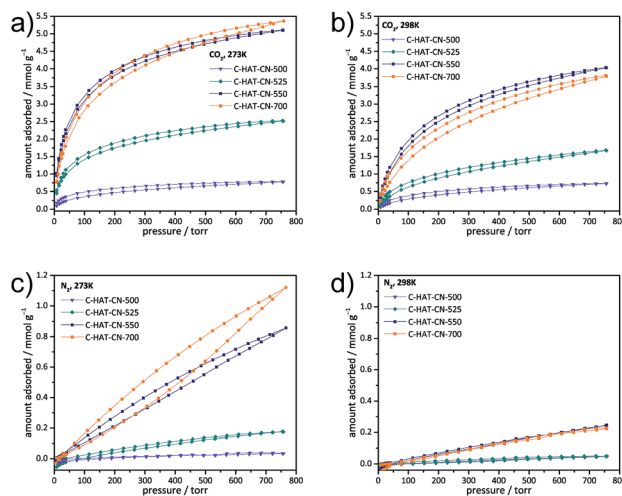 a)
CO2, 273K
C-HAT-CN-500
C-HAT-CN-525
C-HAT-CN-550
C-HAT-CN-700
amount adsorbed / mmol g⁻¹
5.5
5.0
4.5
4.0
3.5
3.0
2.5
2.0
1.5
1.0
0.5
0.0
0 100 200 300 400 500 600 700 800
pressure / torr
b)
CO2, 298K
C-HAT-CN-500
C-HAT-CN-525
C-HAT-CN-550
C-HAT-CN-700
amount adsorbed / mmol g⁻¹
5.5
5.0
4.5
4.0
3.5
3.0
2.5
2.0
1.5
1.0
0.5
0.0
0 100 200 300 400 500 600 700 800
pressure / torr
c)
N2, 273K
C-HAT-CN-500
C-HAT-CN-525
C-HAT-CN-550
C-HAT-CN-700
amount adsorbed / mmol g⁻¹
1.2
1.0
0.8
0.6
0.4
0.2
0.0
0 100 200 300 400 500 600 700 800
pressure / torr
d)
N2, 298K
C-HAT-CN-500
C-HAT-CN-525
C-HAT-CN-550
C-HAT-CN-700
amount adsorbed / mmol g⁻¹
1.2
1.0
0.8
0.6
0.4
0.2
0.0
0 100 200 300 400 500 600 700 800
pressure / torr